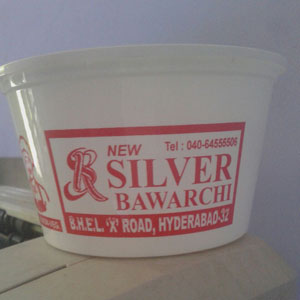 NEW Tel : 040-64555506
SILVER
BAWARCHI
B.H.E.L 'X' ROAD, HYDERABAD-32